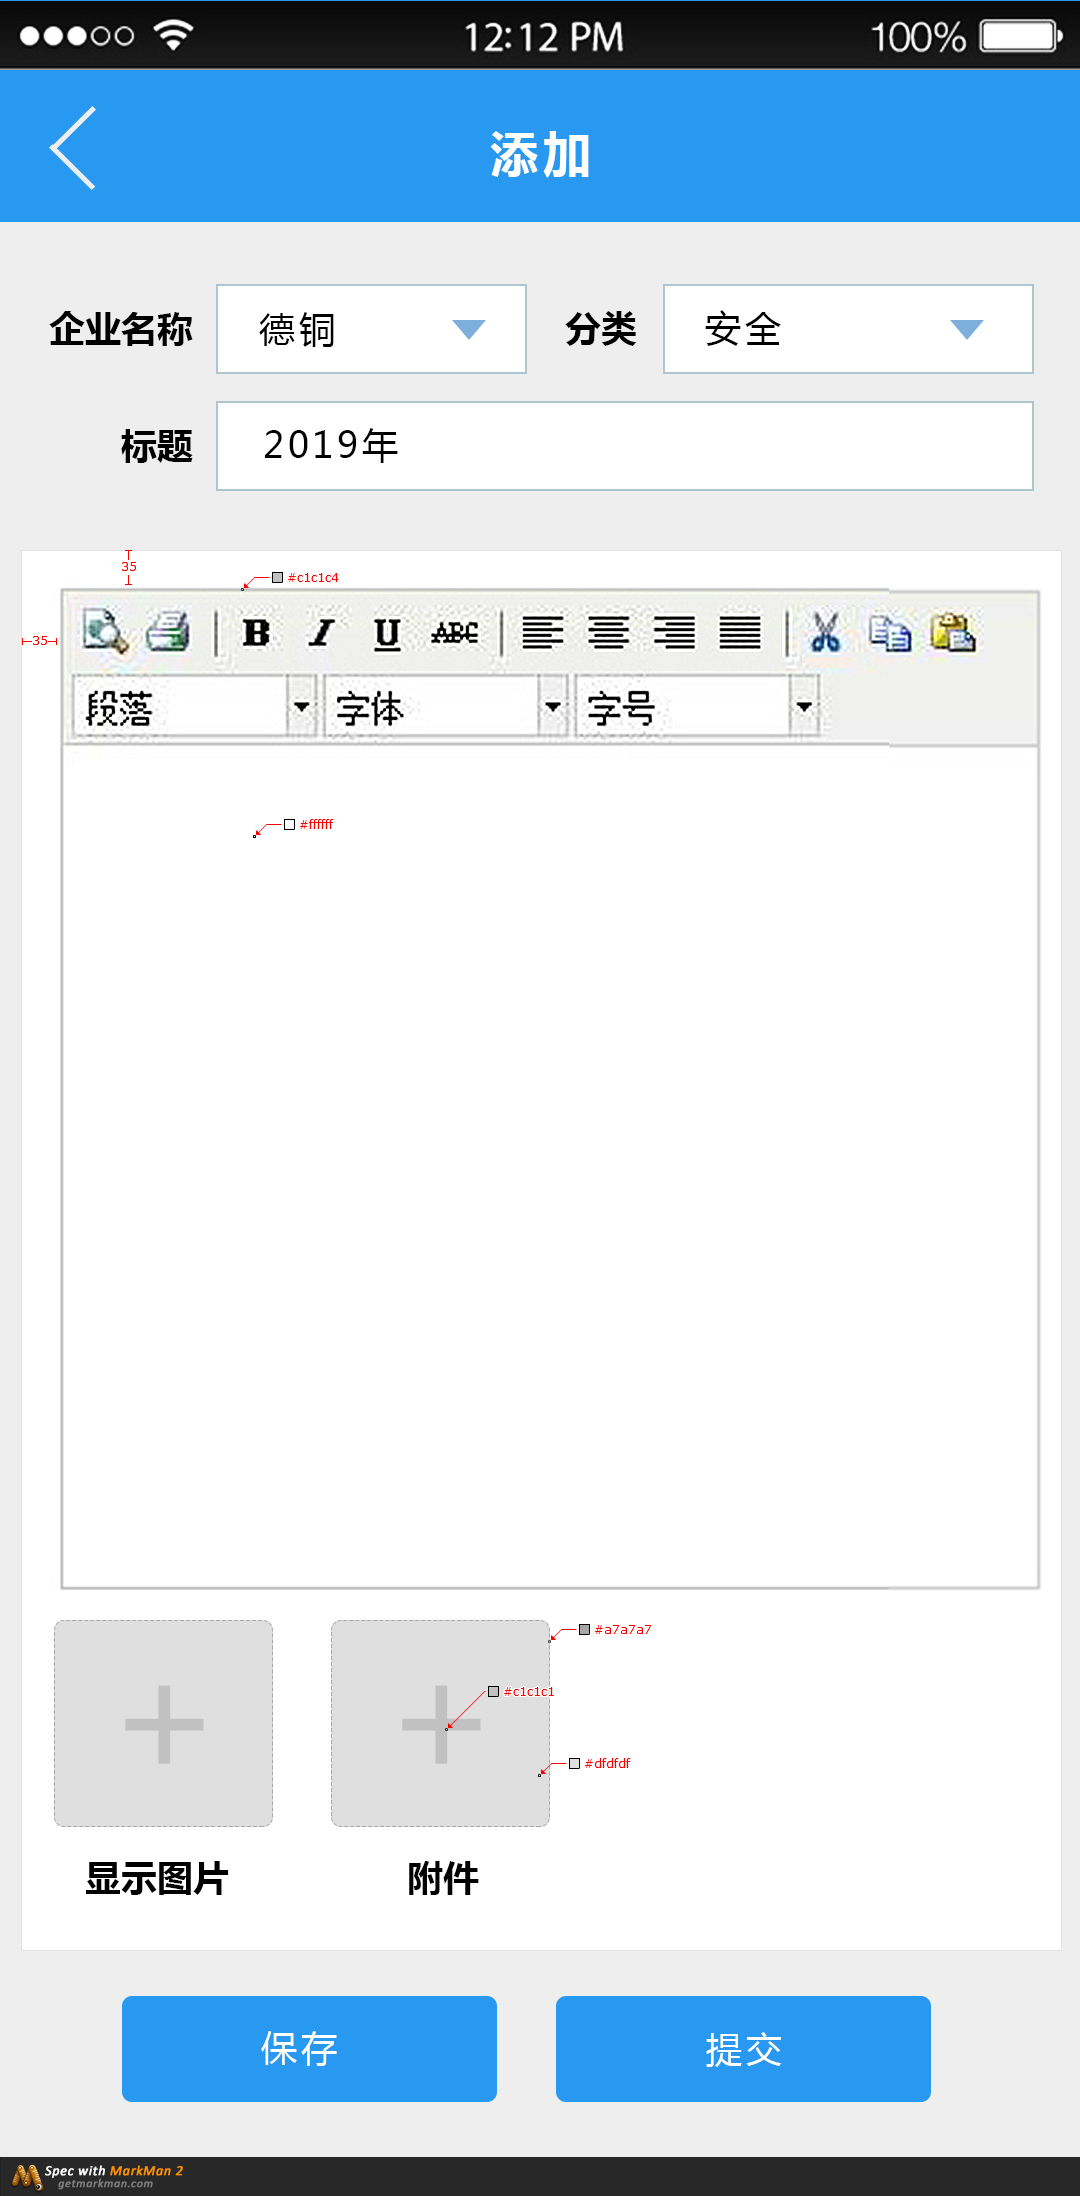 12:12 PM 100%
添加
企业名称 德铜 分类 安全
标题 2019年
35
#c1c1c4
35
B I U ABC
段落 字体 字号
#ffffff
#a7a7a7
#c1c1c1
#dfdfdf
显示图片 附件
保存 提交
Spec with MarkMan 2
getmarkman.com